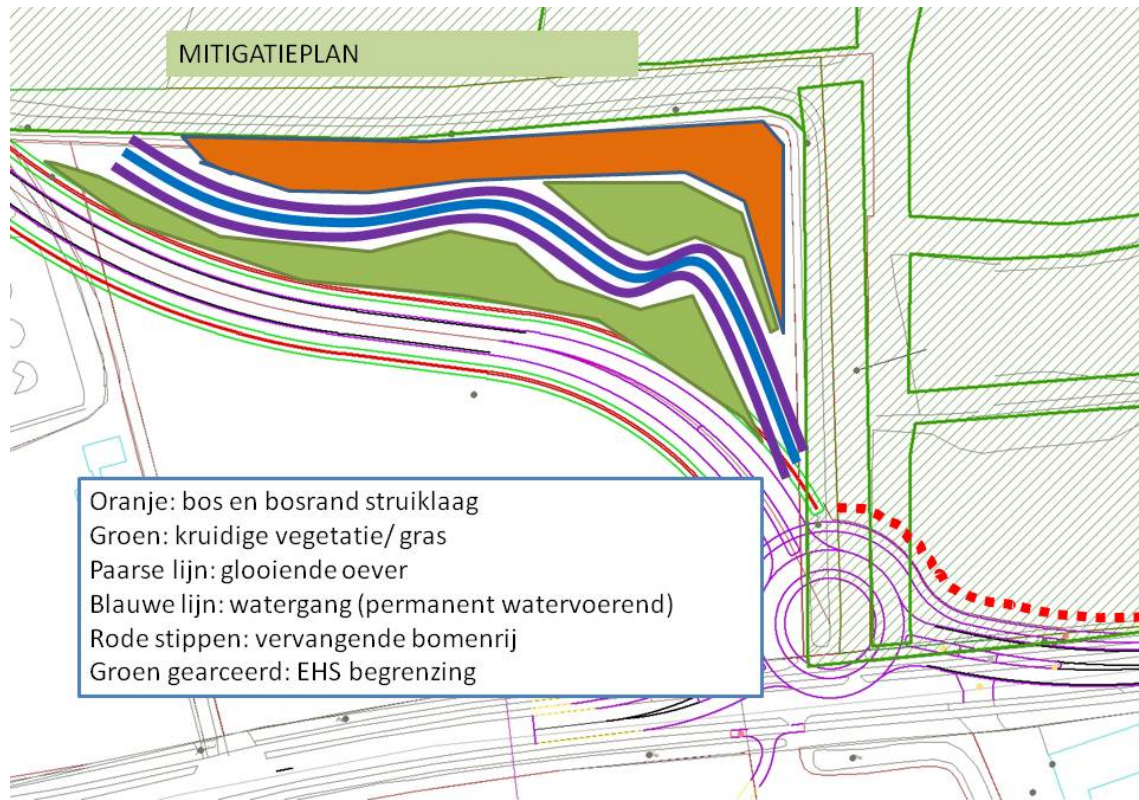 MITIGATIEPLAN
Oranje: bos en bosrand struiklaag
Groen: kruidige vegetatie/ gras
Paarse lijn: glooiende oever
Blauwe lijn: watergang (permanent watervoerend)
Rode stippen: vervangende bomenrij
Groen gearceerd: EHS begrenzing